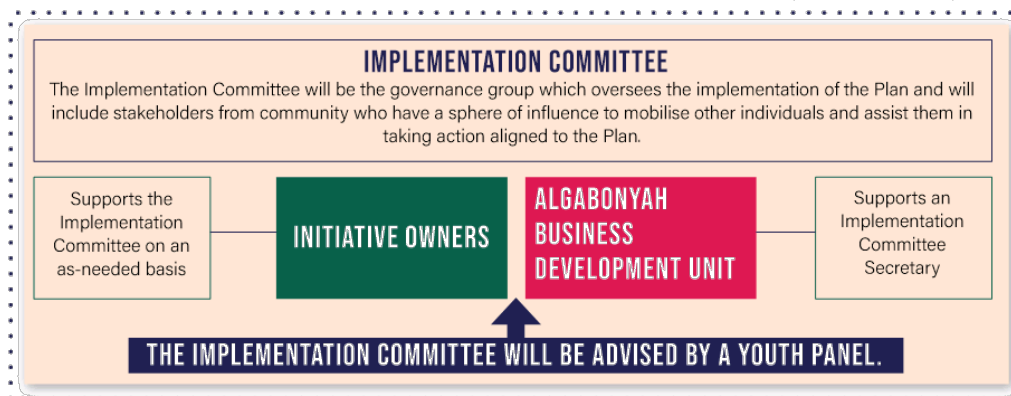 IMPLEMENTATION COMMITTEE
The Implementation Committee will be the governance group which oversees the implementation of the Plan and will
include stakeholders from community who have a sphere of influence to mobilise other individuals and assist them in
taking action aligned to the Plan.
Supports the
Implementation
Committee on an
as-needed basis
INITIATIVE OWNERS
ALGABONYAH
BUSINESS
DEVELOPMENT UNIT
Supports an
Implementation
Committee
Secretary
THE IMPLEMENTATION COMMITTEE WILL BE ADVISED BY A YOUTH PANEL.